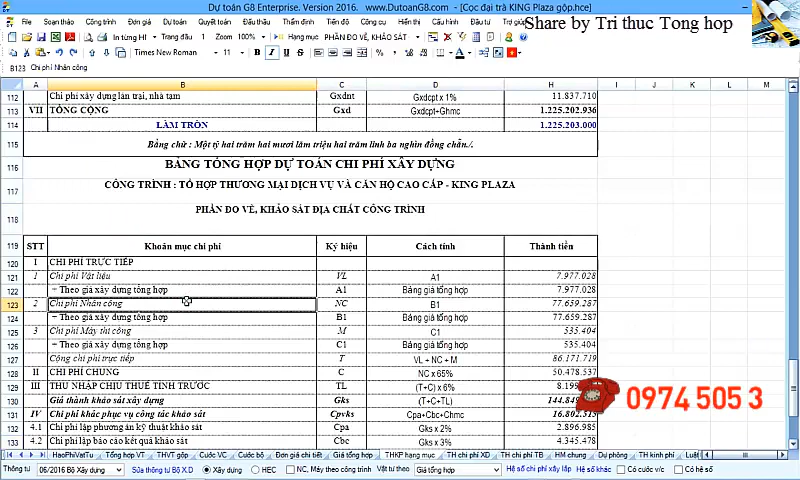 Dự toán G8 Enterprise. Version 2016.  www.DutoanG8.com - [Cọc đại trà KING Plaza gộp.hce]
File Soạn thảo Công trình Đơn giá Dự toán Quyết toán Đấu thầu Thẩm định Tiến độ Công cụ Hiển thị Khai báo Đầu tư Trợ giúp
Share by Tri thuc Tong hop
In từng HT Trang đầu 1 Zoom 100% Hạng mục PHẦN ĐO VẼ, KHẢO SÁT
Times New Roman 11 B I U
B123 Chi phí Nhân công
A B C D H I J K L M
112 Chi phí xây dựng lán trại, nhà tạm Gxdnt Gxdcpt x 1% 11.837.710
113 VII TỔNG CỘNG Gxd Gxdcpt+Ghmc 1.225.202.936
114 LÀM TRÒN 1.225.203.000
115 Bằng chữ : Một tỷ hai trăm hai mươi lăm triệu hai trăm linh ba nghìn đồng chẵn./.
116 BẢNG TỔNG HỢP DỰ TOÁN CHI PHÍ XÂY DỰNG
117 CÔNG TRÌNH : TỔ HỢP THƯƠNG MẠI DỊCH VỤ VÀ CĂN HỘ CAO CẤP - KING PLAZA
118 PHẦN ĐO VẼ, KHẢO SÁT ĐỊA CHẤT CÔNG TRÌNH
119 STT Khoản mục chi phí Ký hiệu Cách tính Thành tiền
120 I CHI PHÍ TRỰC TIẾP
121 1 Chi phí Vật liệu VL A1 7.977.028
122 + Theo giá xây dựng tổng hợp A1 Bảng giá tổng hợp 7.977.028
123 2 Chi phí Nhân công NC B1 77.659.287
124 + Theo giá xây dựng tổng hợp B1 Bảng giá tổng hợp 77.659.287
125 3 Chi phí Máy thi công M C1 535.404
126 + Theo giá xây dựng tổng hợp C1 Bảng giá tổng hợp 535.404
127 Cộng chi phí trực tiếp T VL + NC + M 86.171.719
128 II CHI PHÍ CHUNG C NC x 65% 50.478.537
129 III THU NHẬP CHỊU THUẾ TÍNH TRƯỚC TL (T+C) x 6% 8.199
130 Giá thành khảo sát xây dựng Gks (T+C+TL) 144.849
131 IV Chi phí khác phục vụ công tác khảo sát Cpvks Cpa+Cbc+Chmc 16.802.513
132 4.1 Chi phí lập phương án kỹ thuật khảo sát Cpa Gks x 2% 2.896.985
133 4.2 Chi phí lập báo cáo kết quả khảo sát Cbc Gks x 3% 4.345.478
0974 505 3
HaoPhiVatTu Tổng hợp VT THVT gộp Cước VC Cước bộ Đơn giá chi tiết Giá tổng hợp THKP hạng mục TH chi phí XD TH chi phí TB HM chung Dự phòng TH kinh phí Luật
Thông tư 06/2016 Bộ Xây dựng Sửa thông tư Bộ X.D Xây dựng HEC NC, Máy theo công trình Vật tư theo Giá tổng hợp Hệ số chi phí xây lắp Hệ số khác Có cước v/c Có hệ số